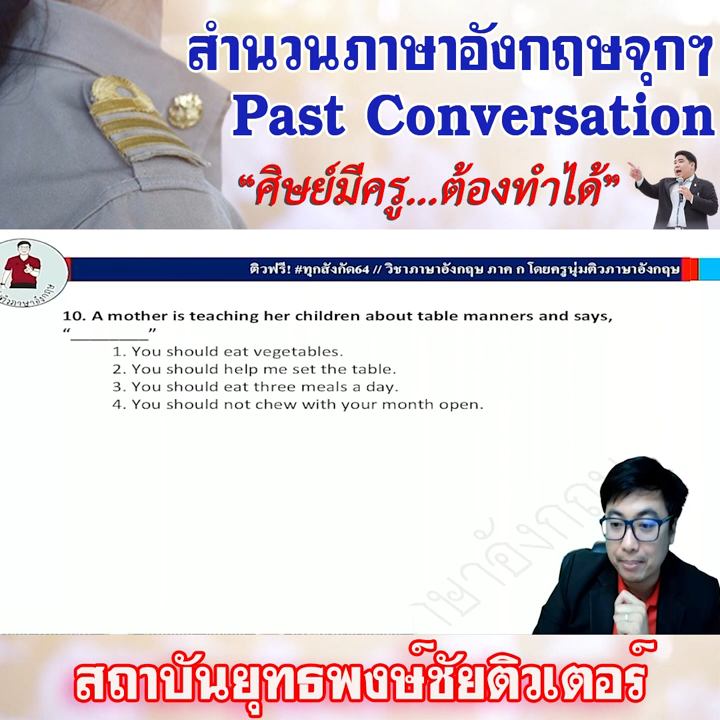 สำนวนภาษาอังกฤษจุกๆ
Past Conversation
“ศิษย์มีครู...ต้องทำได้”
ติวฟรี! #ทุกสังกัด64 // วิชาภาษาอังกฤษ ภาค ก โดยครูนุ่มติวภาษาอังกฤษ
10. A mother is teaching her children about table manners and says,
“_________”
1. You should eat vegetables.
2. You should help me set the table.
3. You should eat three meals a day.
4. You should not chew with your month open.
สถาบันยุทธพงษ์ชัยติวเตอร์